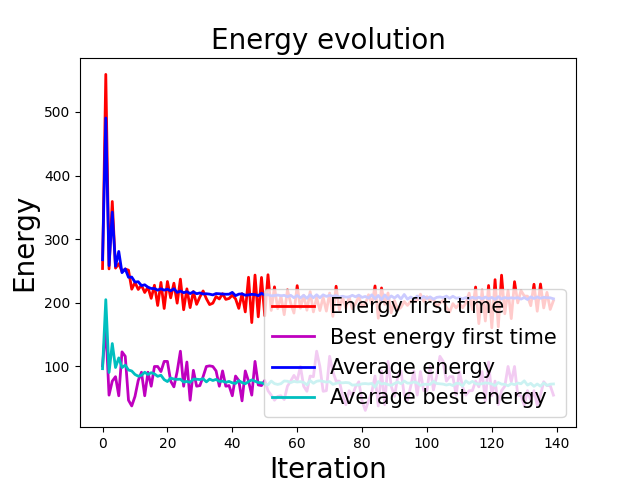 Energy evolution
Energy
500
400
300
200
100
Energy first time
Best energy first time
Average energy
Average best energy
0 20 40 60 80 100 120 140
Iteration